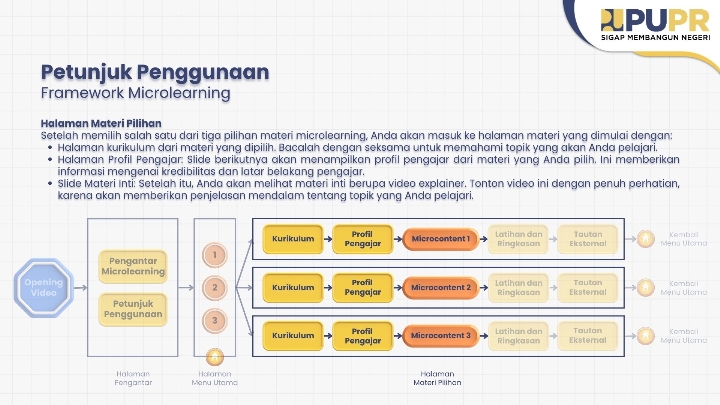 PUPR
SIGAP MEMBANGUN NEGERI
Petunjuk Penggunaan
Framework Microlearning
Halaman Materi Pilihan
Setelah memilih salah satu dari tiga pilihan materi microlearning, Anda akan masuk ke halaman materi yang dimulai dengan:
• Halaman kurikulum dari materi yang dipilih. Bacalah dengan seksama untuk memahami topik yang akan Anda pelajari.
• Halaman Profil Pengajar: Slide berikutnya akan menampilkan profil pengajar dari materi yang Anda pilih. Ini memberikan
informasi mengenai kredibilitas dan latar belakang pengajar.
• Slide Materi Inti: Setelah itu, Anda akan melihat materi inti berupa video explainer. Tonton video ini dengan penuh perhatian,
karena akan memberikan penjelasan mendalam tentang topik yang Anda pelajari.
Opening
Video
Pengantar
Microlearning
Petunjuk
Penggunaan
1
2
3
Kurikulum
Profil
Pengajar
Microcontent 1
Latihan dan
Ringkasan
Tautan
Eksternal
Kembali
Menu Utama
Kurikulum
Profil
Pengajar
Microcontent 2
Latihan dan
Ringkasan
Tautan
Eksternal
Kembali
Menu Utama
Kurikulum
Profil
Pengajar
Microcontent 3
Latihan dan
Ringkasan
Tautan
Eksternal
Kembali
Menu Utama
Halaman
Pengantar
Halaman
Menu Utama
Halaman
Materi Pilihan